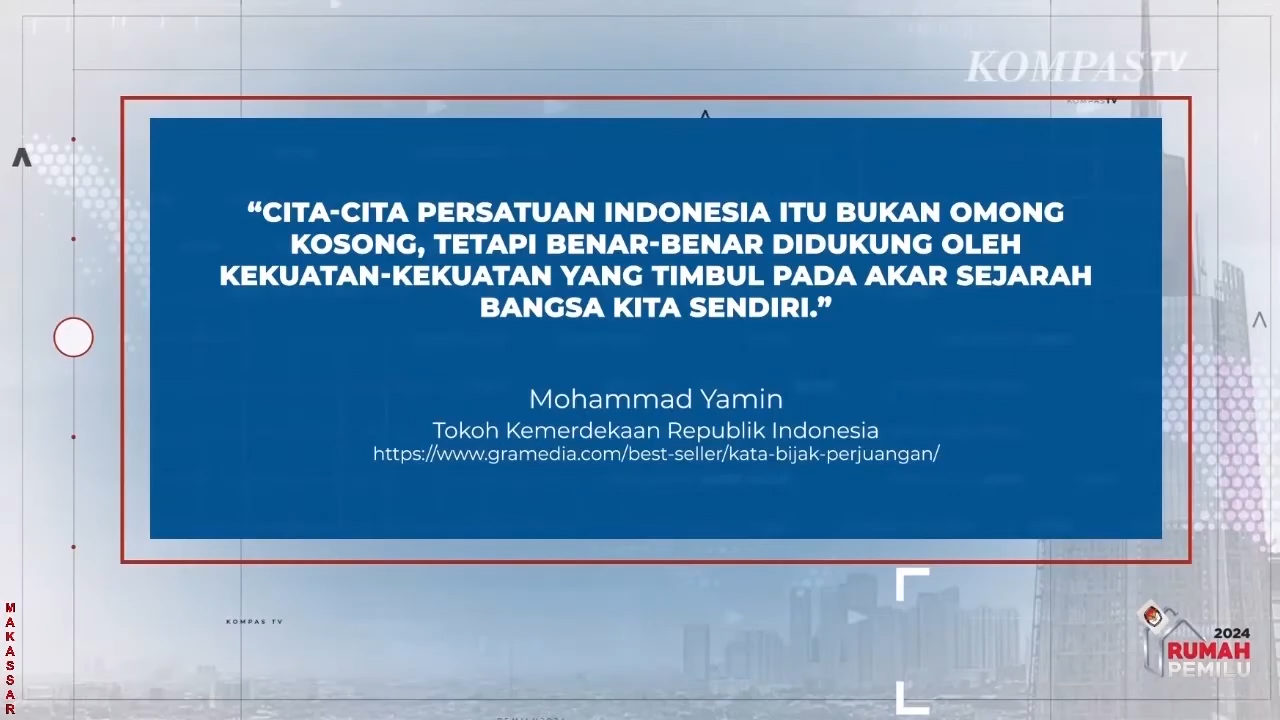 KOMPASTV
KOMPASTV
“CITA-CITA PERSATUAN INDONESIA ITU BUKAN OMONG
KOSONG, TETAPI BENAR-BENAR DIDUKUNG OLEH
KEKUATAN-KEKUATAN YANG TIMBUL PADA AKAR SEJARAH
BANGSA KITA SENDIRI.”
Mohammad Yamin
Tokoh Kemerdekaan Republik Indonesia
https://www.gramedia.com/best-seller/kata-bijak-perjuangan/
MAKASSAR
KOMPAS TV
2024
RUMAH
PEMILU